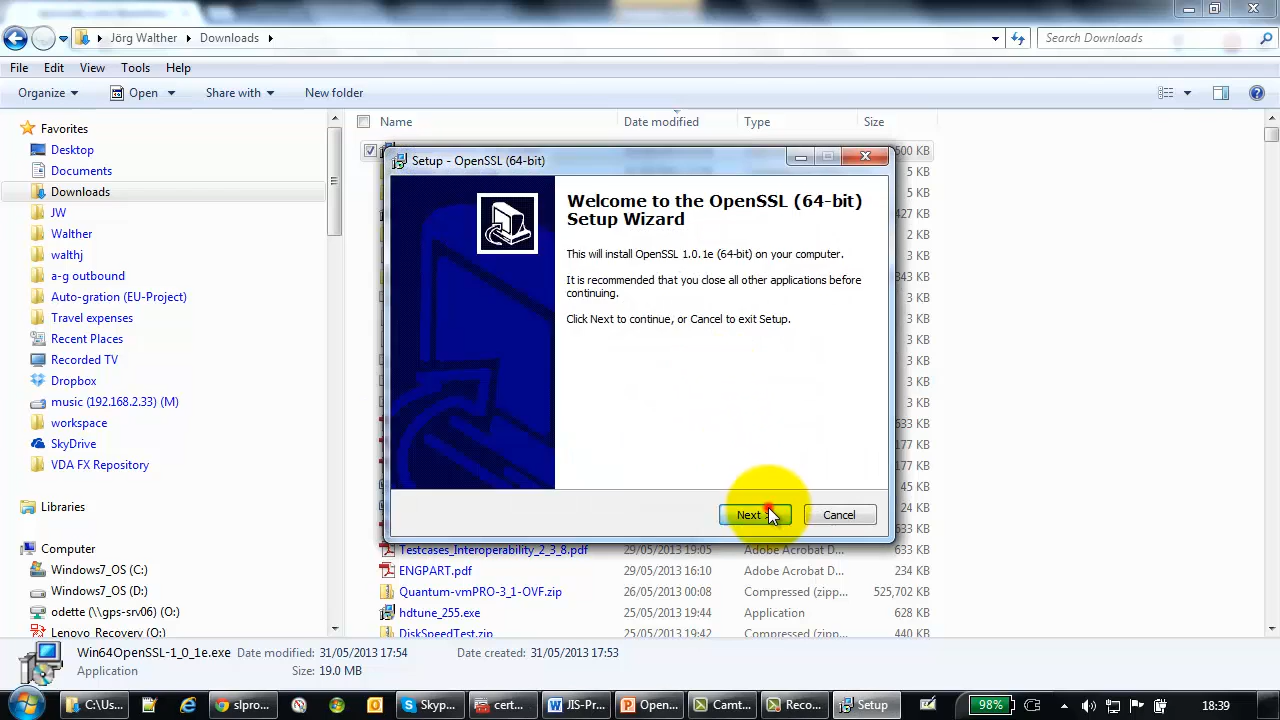 Jörg Walther
Downloads
Search Downloads
File Edit View Tools Help
Organize Open Share with New folder
Name Date modified Type Size
Favorites
Desktop
Documents
Downloads
JW
Walther
walthj
a-g outbound
Auto-gration (EU-Project)
Travel expenses
Recent Places
Recorded TV
Dropbox
music (192.168.2.33) (M)
workspace
SkyDrive
VDA FX Repository
Libraries
Computer
Windows7_OS (C:)
Windows7_OS (D:)
odette (\\gps-srv06) (O:)
Lenovo_Recovery (Q:)
500 KB
5 KB
427 KB
5 KB
6 KB
843 KB
3 KB
3 KB
3 KB
3 KB
3 KB
3 KB
3 KB
633 KB
177 KB
177 KB
45 KB
24 KB
633 KB
Setup - OpenSSL (64-bit)
Welcome to the OpenSSL (64-bit)
Setup Wizard
This will install OpenSSL 1.0.1e (64-bit) on your computer.
It is recommended that you close all other applications before
continuing.
Click Next to continue, or Cancel to exit Setup.
Next >
Cancel
Testcases_Interoperability_2_3_8.pdf 29/05/2013 19:05 Adobe Acrobat D... 633 KB
ENGPART.pdf 29/05/2013 16:10 Adobe Acrobat D... 234 KB
Quantum-vmPRO-3_1-OVF.zip 26/05/2013 00:08 Compressed (zipp... 525,702 KB
hdtune_255.exe 25/05/2013 19:44 Application 628 KB
DiskSpeedTest.zip 25/05/2013 19:42 Compressed (zipp... 440 KB
Win64OpenSSL-1_0_1e.exe Date modified: 31/05/2013 17:54 Date created: 31/05/2013 17:53
Application Size: 19.0 MB
C:\Us...
slpro...
Skyp...
cert...
JIS-Pr...
Open...
Camt...
Reco...
Setup
98%
18:39